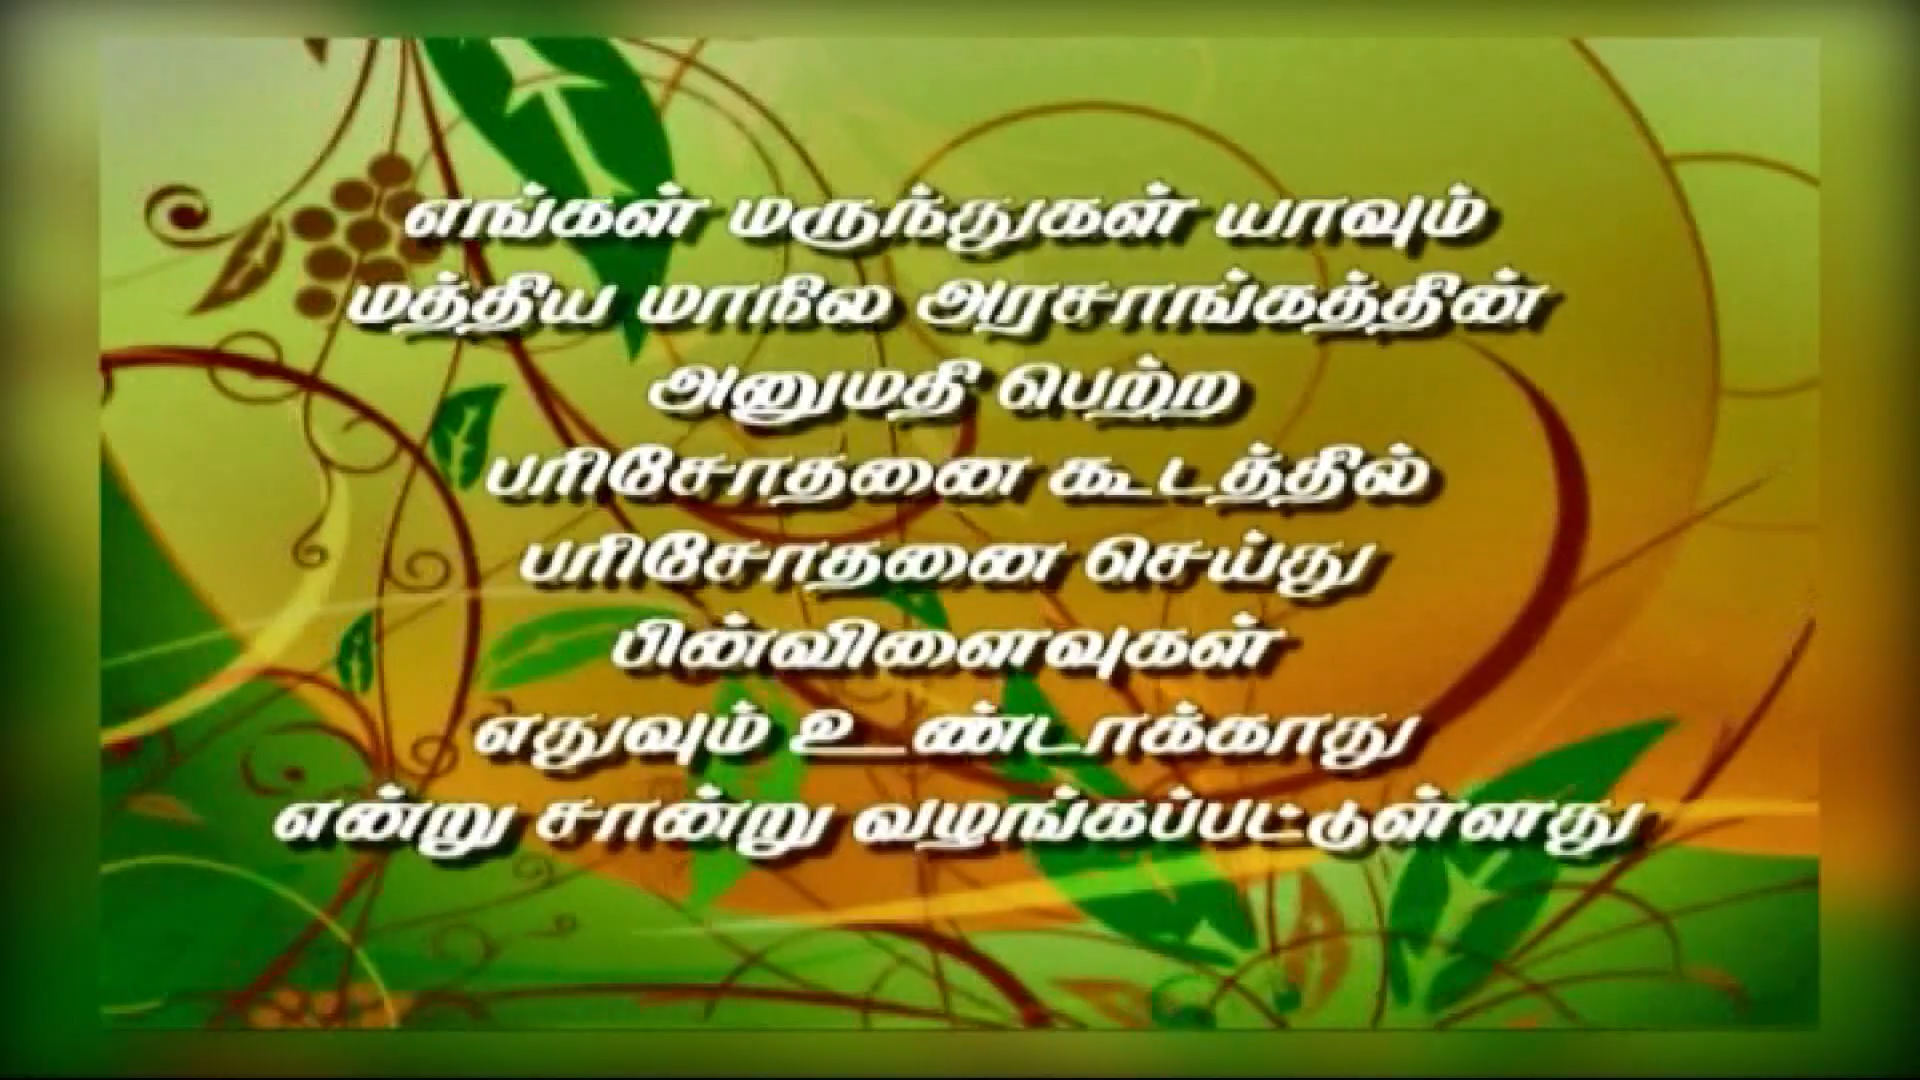 எங்கள் மருந்துகள் யாவும்
மத்திய மாநில அரசாங்கத்தின்
அனுமதி பெற்ற
பரிசோதனை கூடத்தில்
பரிசோதனை செய்து
பின்விளைவுகள்
எதுவும் உண்டாக்காது
என்று சான்று வழங்கப்பட்டுள்ளது